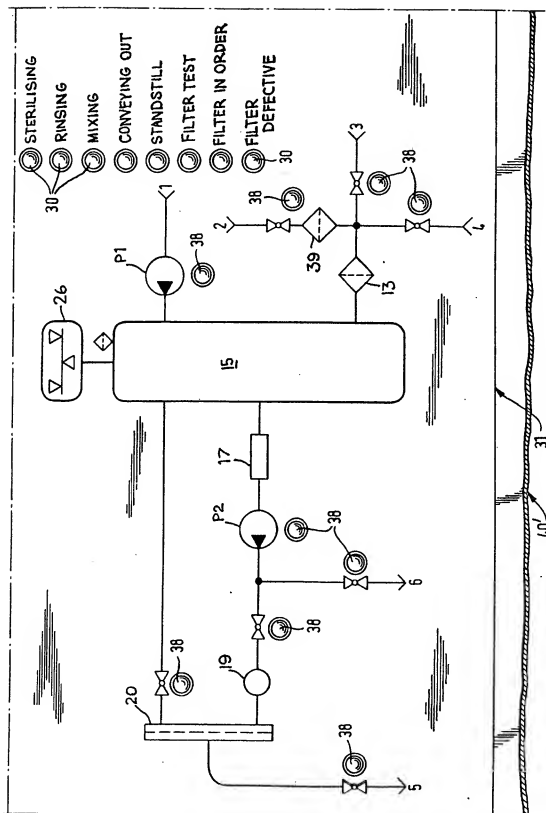 STERILISING
RINSING
MIXING
CONVEYING OUT
STANDSTILL
FILTER TEST
FILTER IN ORDER
FILTER DEFECTIVE
30
30
26
P1
1
38
2
38
3
38
39
4
13
15
17
P2
38
6
38
19
20
38
5
38
31
40'